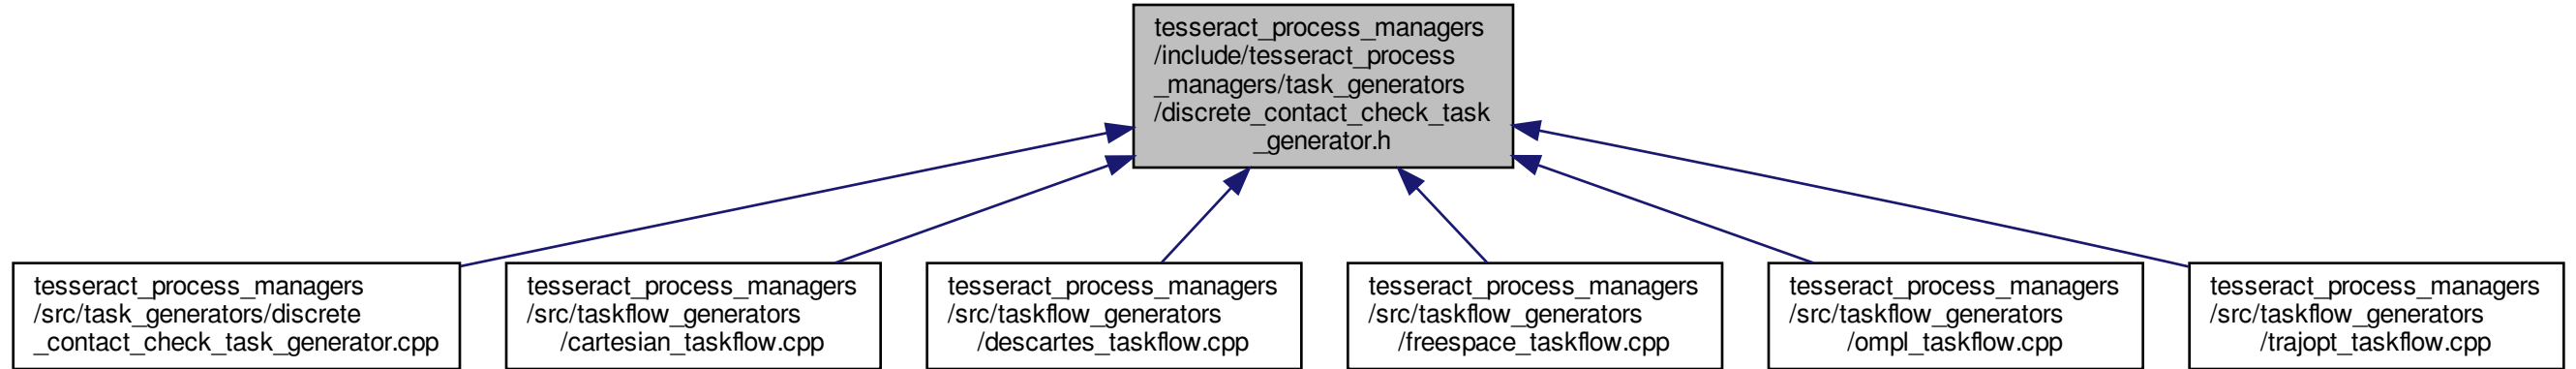 tesseract_process_managers
/include/tesseract_process
_managers/task_generators
/discrete_contact_check_task
_generator.h
tesseract_process_managers
/src/task_generators/discrete
_contact_check_task_generator.cpp
tesseract_process_managers
/src/taskflow_generators
/cartesian_taskflow.cpp
tesseract_process_managers
/src/taskflow_generators
/descartes_taskflow.cpp
tesseract_process_managers
/src/taskflow_generators
/freespace_taskflow.cpp
tesseract_process_managers
/src/taskflow_generators
/ompl_taskflow.cpp
tesseract_process_managers
/src/taskflow_generators
/trajopt_taskflow.cpp